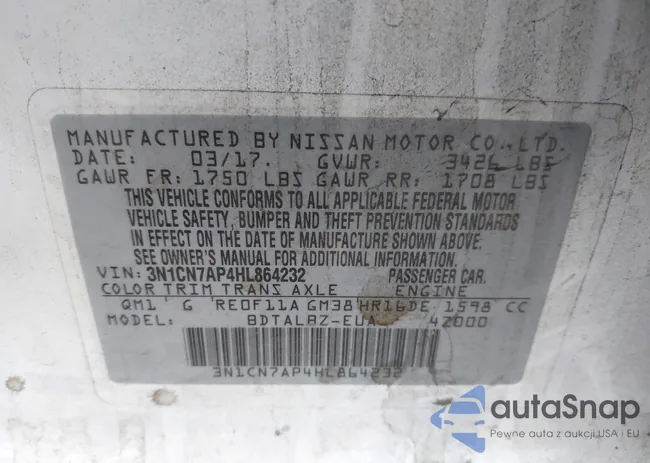 MANUFACTURED BY NISSAN MOTOR CO., LTD.
DATE: 03/17. GVWR: 3426 LBS
GAWR FR: 1750 LBS GAWR RR: 1708 LBS
THIS VEHICLE CONFORMS TO ALL APPLICABLE FEDERAL MOTOR
VEHICLE SAFETY, BUMPER AND THEFT PREVENTION STANDARDS
IN EFFECT ON THE DATE OF MANUFACTURE SHOWN ABOVE.
SEE OWNER'S MANUAL FOR ADDITIONAL INFORMATION.
VIN: 3N1CN7AP4HL864232 PASSENGER CAR.
COLOR TRIM TRANS AXLE ENGINE
QM1 G RE0F11A GM38 HR16DE 1598 CC
MODEL: BDTALBZ-EUA 42000
3N1CN7AP4HL864232
autaSnap
Pewne auta z aukcji USA i EU